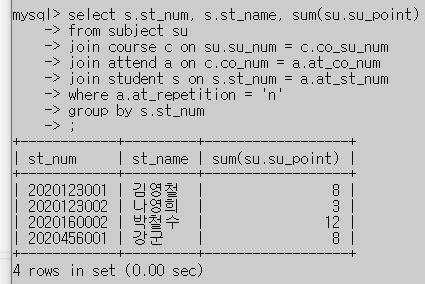 mysql> select s.st_num, s.st_name, sum(su.su_point)
-> from subject su
-> join course c on su.su_num = c.co_su_num
-> join attend a on c.co_num = a.at_co_num
-> join student s on s.st_num = a.at_st_num
-> where a.at_repetition = 'n'
-> group by s.st_num
-> ;
+------------+---------+------------------+
| st_num | st_name | sum(su.su_point) |
+------------+---------+------------------+
| 2020123001 | 김영철 | 8 |
| 2020123002 | 나영희 | 3 |
| 2020160002 | 박철수 | 12 |
| 2020456001 | 강군 | 8 |
+------------+---------+------------------+
4 rows in set (0.00 sec)